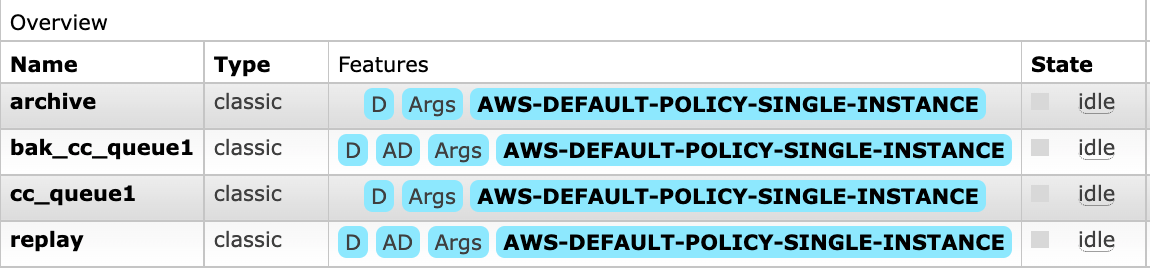 Overview
Name Type Features State
archive classic D Args AWS-DEFAULT-POLICY-SINGLE-INSTANCE idle
bak_cc_queue1 classic D AD Args AWS-DEFAULT-POLICY-SINGLE-INSTANCE idle
cc_queue1 classic D Args AWS-DEFAULT-POLICY-SINGLE-INSTANCE idle
replay classic D AD Args AWS-DEFAULT-POLICY-SINGLE-INSTANCE idle